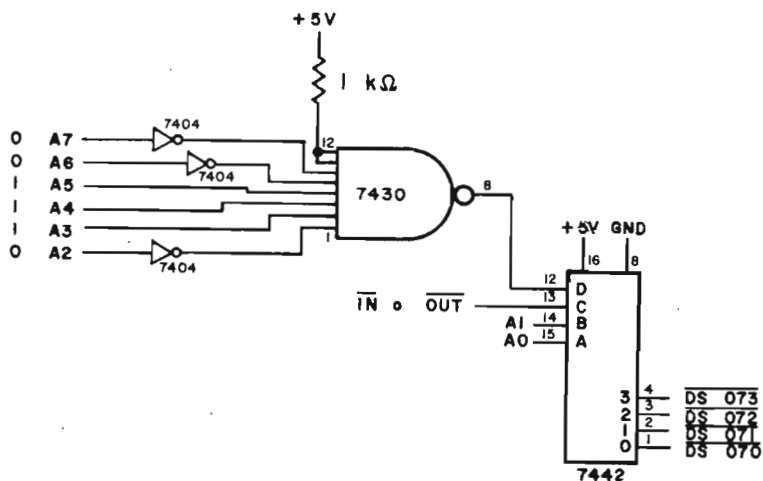 +5V
1 kΩ
0 A7 7404
12
0 A6 7404
1 A5
1 A4
1 A3
0 A2 7404
1
7430
8
+5V GND
16 8
12 D
IN o OUT 13 C
A1 14 B
A0 15 A
3 4 DS 073
2 3 DS 072
1 2 DS 071
0 1 DS 070
7442